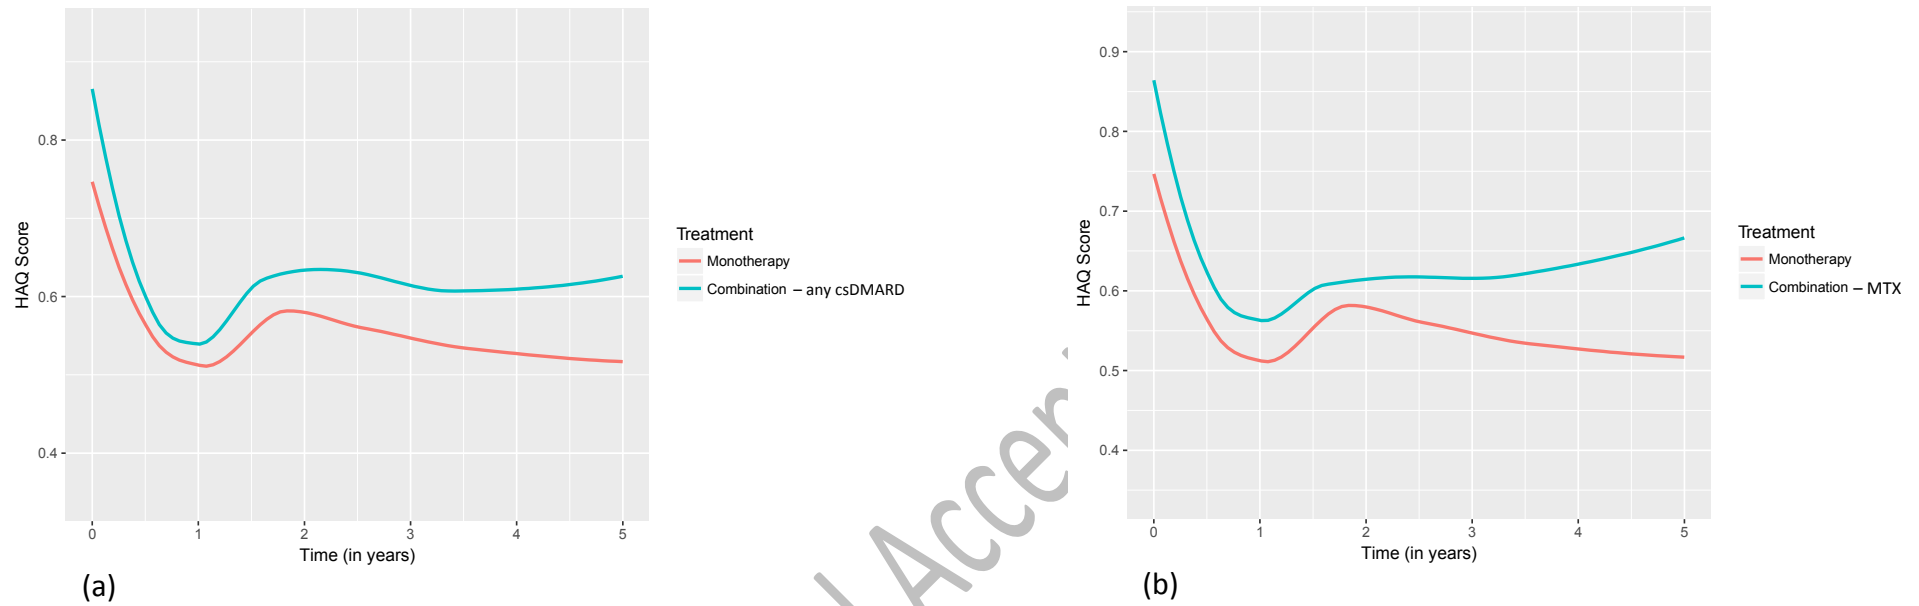 0.8
0.6
0.4
HAQ Score
0
1
2
3
4
5
Time (in years)
Treatment
Monotherapy
Combination – any csDMARD
(a)
0.9
0.8
0.7
0.6
0.5
0.4
HAQ Score
0
1
2
3
4
5
Time (in years)
Treatment
Monotherapy
Combination – MTX
(b)